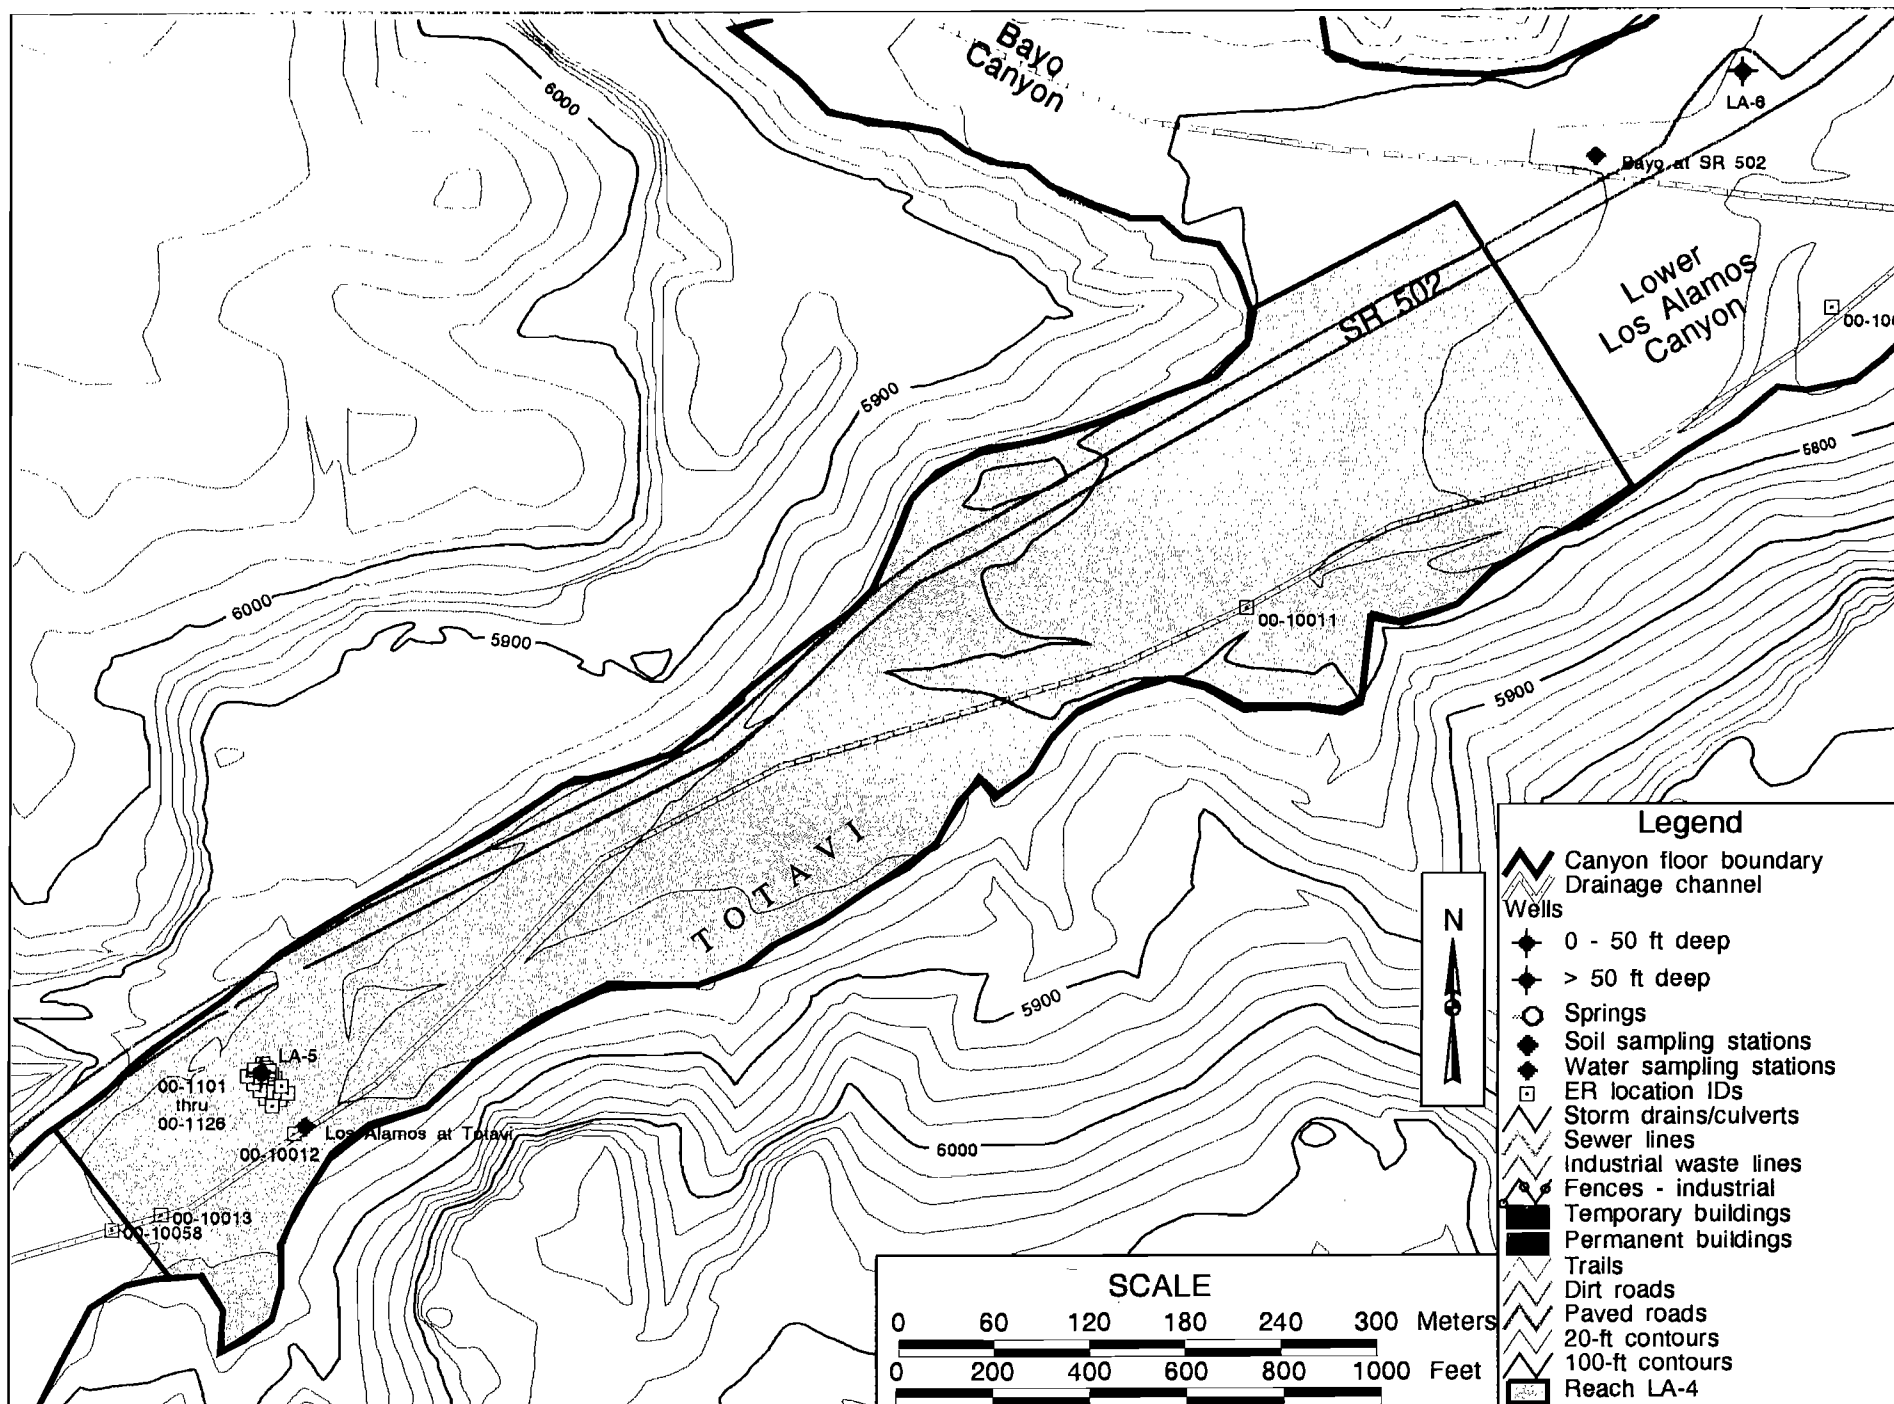 Bayo
Canyon
6000
LA-6
Bayo at SR 502
Lower
Los Alamos
Canyon
SR 502
5900
5800
6000
5900
00-10011
5900
TOTAVI
5900
LA-5
00-1101
thru
00-1126
Los Alamos at Totavi
00-10012
00-10013
00-10058
6000
N
Legend
Canyon floor boundary
Drainage channel
Wells
0 - 50 ft deep
> 50 ft deep
Springs
Soil sampling stations
Water sampling stations
ER location IDs
Storm drains/culverts
Sewer lines
Industrial waste lines
Fences - industrial
Temporary buildings
Permanent buildings
Trails
Dirt roads
Paved roads
20-ft contours
100-ft contours
Reach LA-4
SCALE
0 60 120 180 240 300 Meters
0 200 400 600 800 1000 Feet